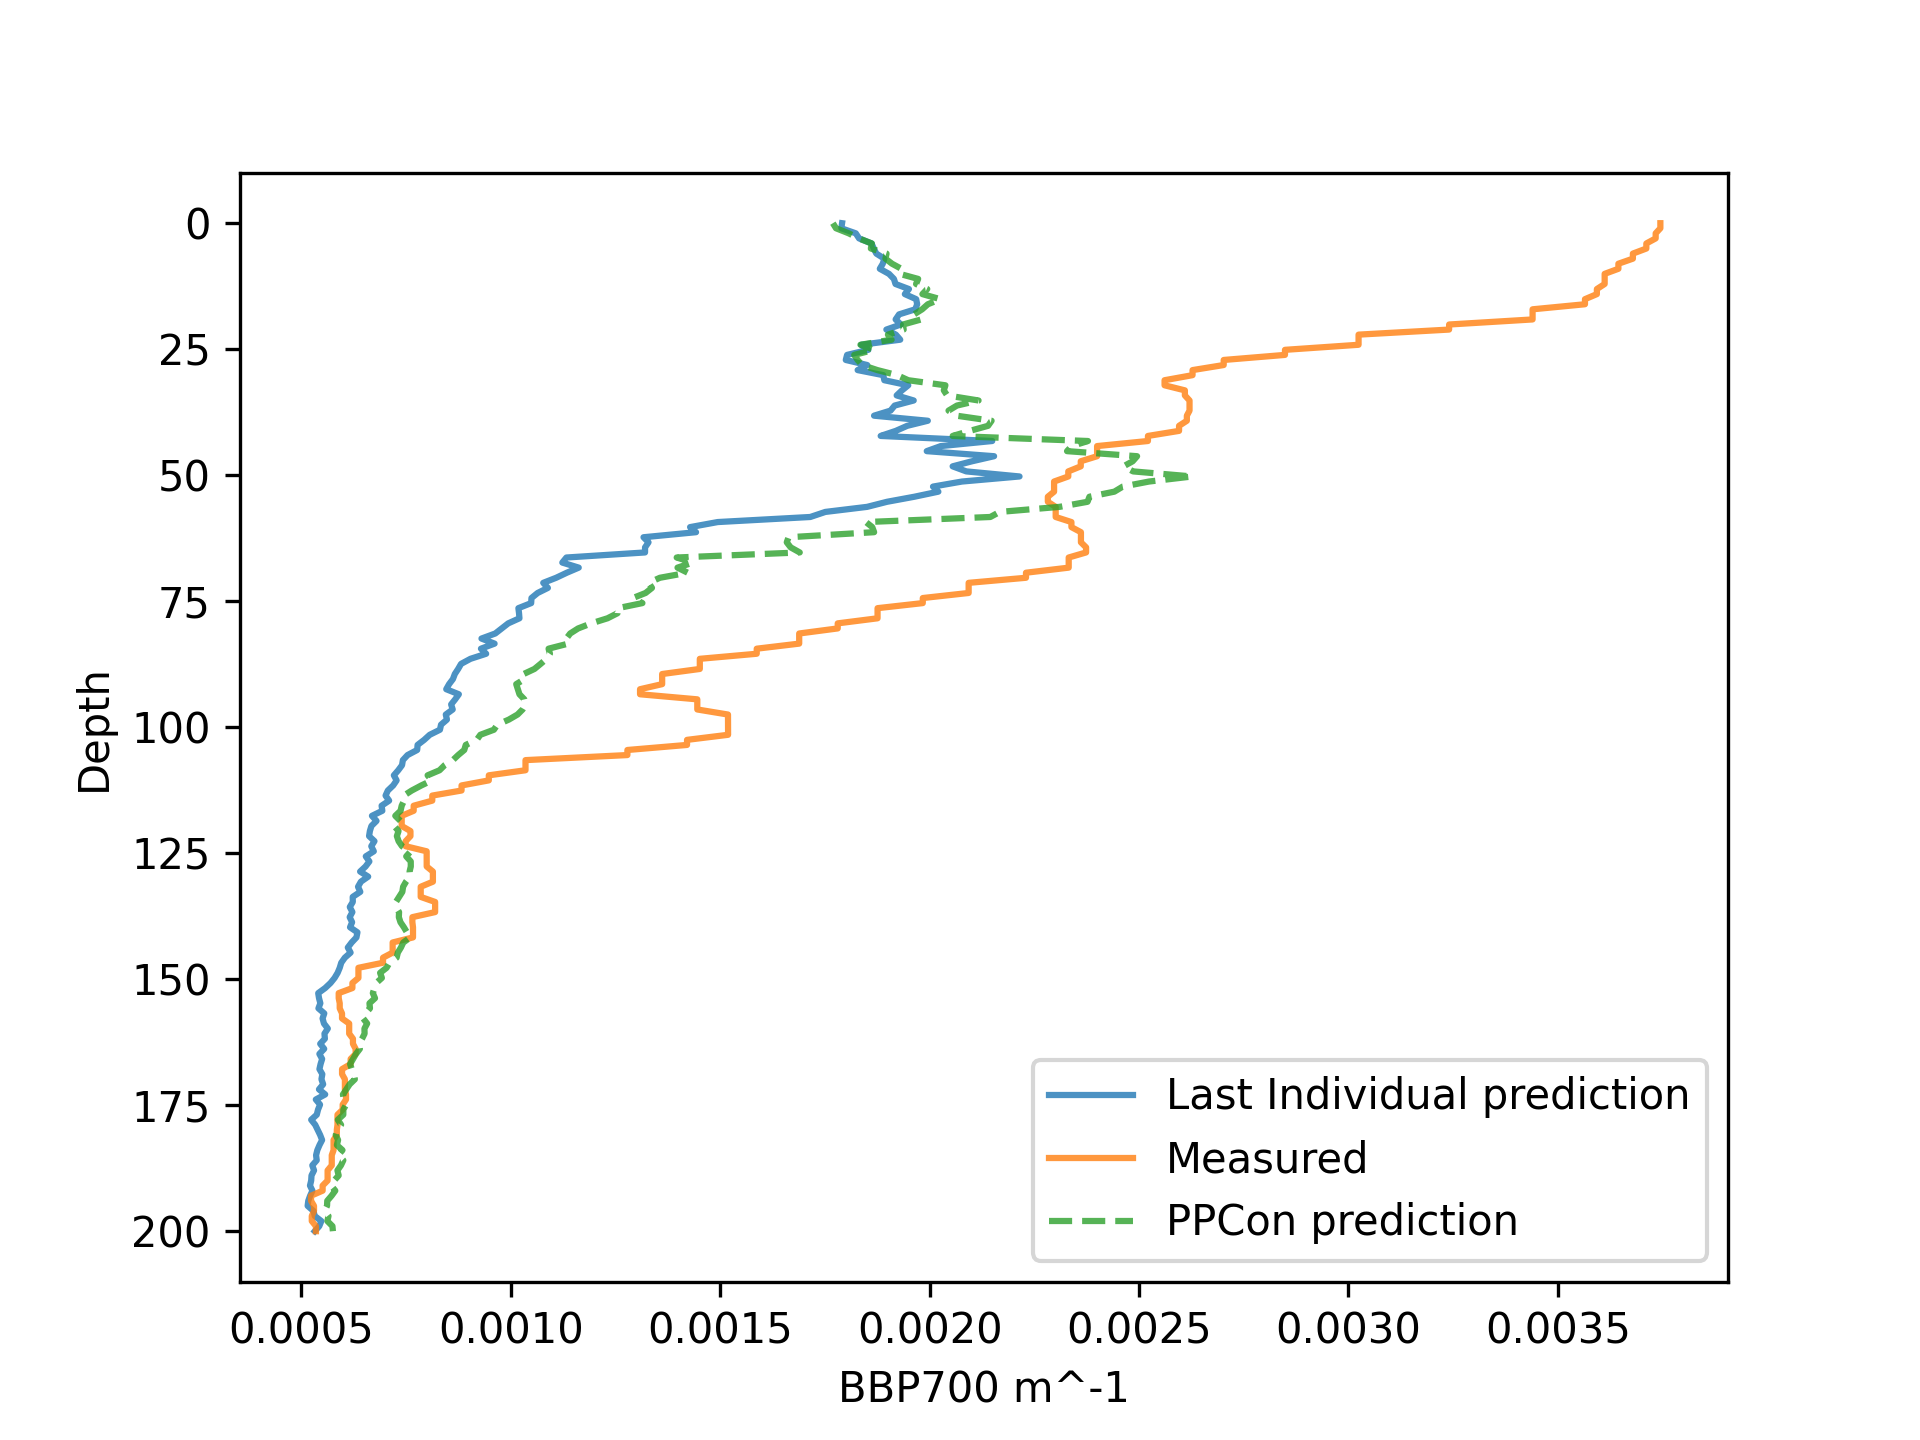 0
25
50
75
100
125
150
175
200
Depth
0.0005 0.0010 0.0015 0.0020 0.0025 0.0030 0.0035
BBP700 m^-1
Last Individual prediction
Measured
PPCon prediction